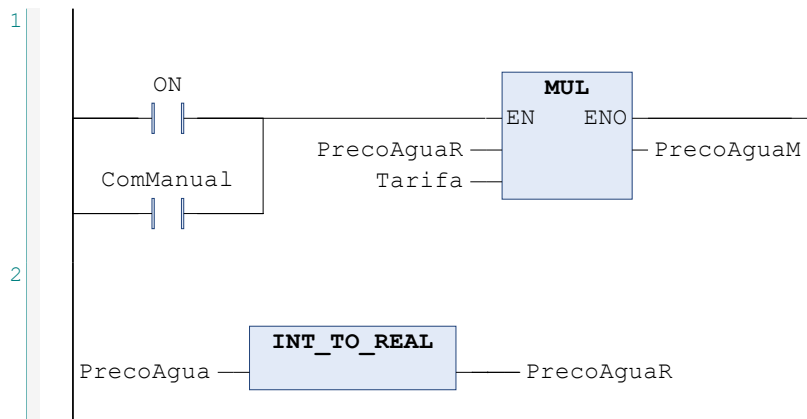 1
ON
MUL
EN ENO
PrecoAguaR
PrecoAguaM
ComManual
Tarifa
2
INT_TO_REAL
PrecoAgua
PrecoAguaR